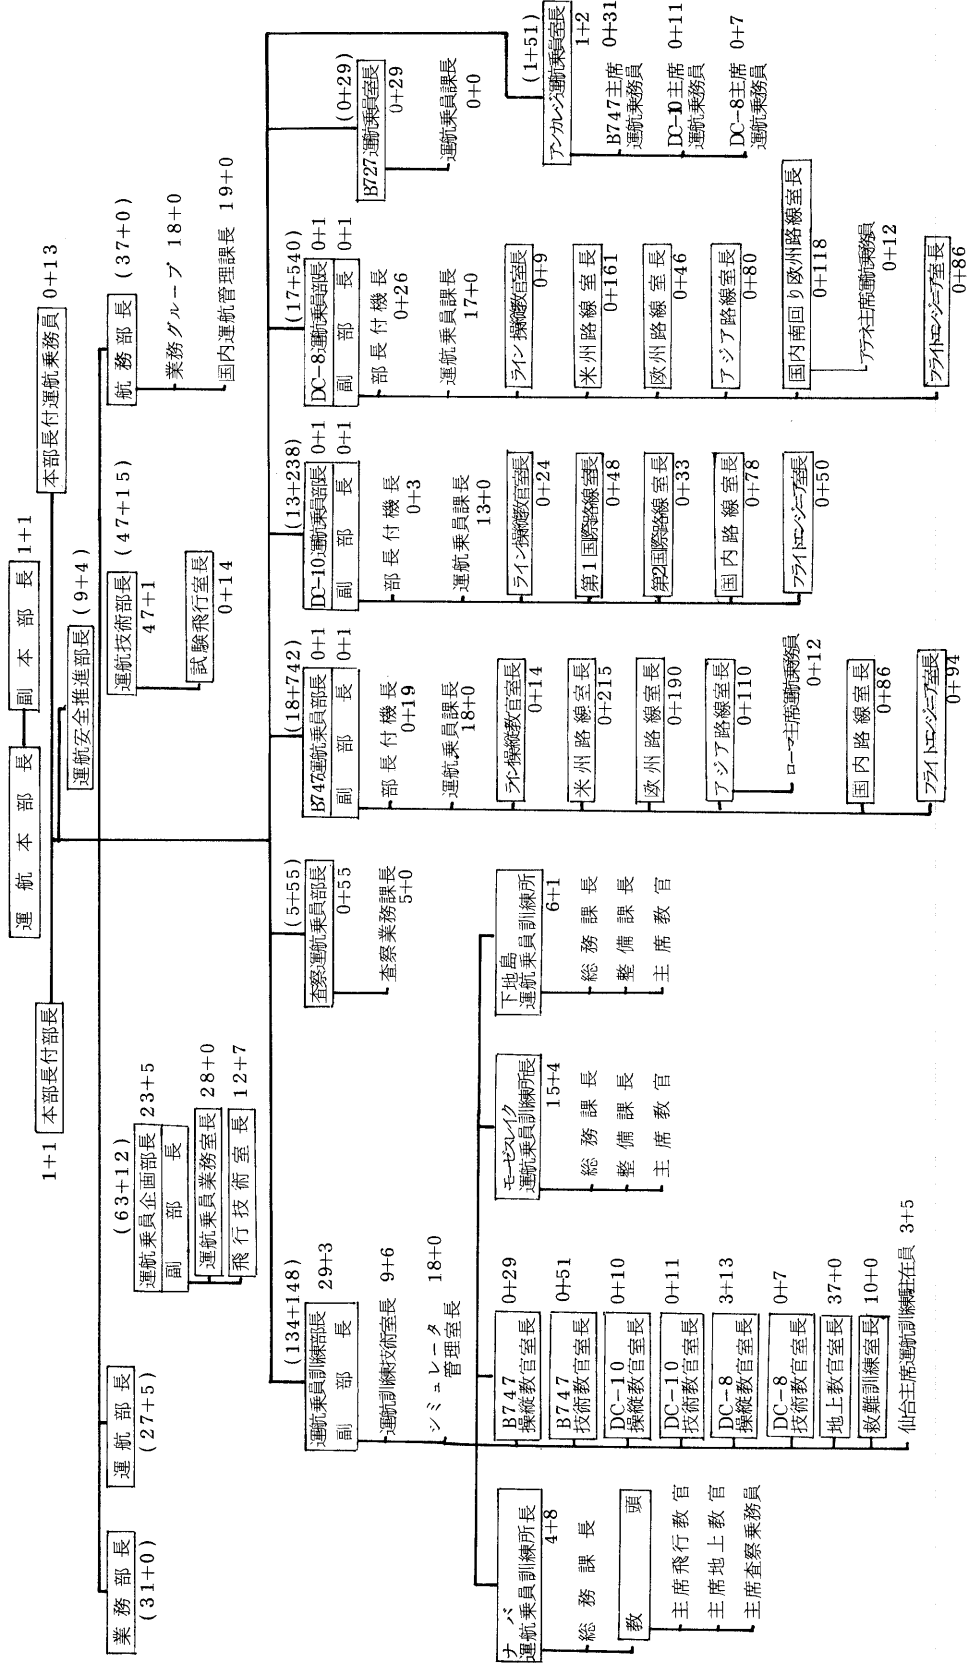 運航本部長
副本部長 1+1
1+1 本部長付部長
本部長付運航乗務員 0+13
運航安全推進部長 (9+4)
業務部長
(31+0)
運航部長
(27+5)
(63+12)
運航乗員企画部長 23+5
副部長
運航乗員業務室長 28+0
飛行技術室長 12+7
運航技術部長 (47+15)
47+1
試験飛行室長
0+14
航務部長 (37+0)
業務グループ 18+0
国内運航管理課長 19+0
(134+148)
運航乗員訓練部長 29+3
副部長
運航訓練技術室長 9+6
シミュレータ
管理室長 18+0
ナパ
運航乗員訓練所長
4+8
総務課長
教頭
主席飛行教官
主席地上教官
主席査察乗務員
B747
操縦教官室長 0+29
B747
技術教官室長 0+51
DC-10
操縦教官室長 0+10
DC-10
技術教官室長 0+11
DC-8
操縦教官室長 3+13
DC-8
技術教官室長 0+7
地上教官室長 37+0
救難訓練室長 10+0
仙台主席運航訓練駐在員 3+5
モーゼスレイク
運航乗員訓練所長
15+4
総務課長
整備課長
主席教官
下地島
運航乗員訓練所
6+1
総務課長
整備課長
主席教官
(5+55)
査察運航乗員部長
0+55
査察業務課長
5+0
(18+742)
B747運航乗員部長 0+1
副部長 0+1
部長付機長
0+19
運航乗員課長
18+0
ライン操縦教官室長
0+14
米州路線室長
0+215
欧州路線室長
0+190
アジア路線室長
0+110
ローマ主席運航乗務員
0+12
国内路線室長
0+86
フライトエンジニア室長
0+94
(13+238)
DC-10運航乗員部長 0+1
副部長 0+1
部長付機長
0+3
運航乗員課長
13+0
ライン操縦教官室長
0+24
第1国際路線室長
0+48
第2国際路線室長
0+33
国内路線室長
0+78
フライトエンジニア室長
0+50
(17+540)
DC-8運航乗員部長 0+1
副部長 0+1
部長付機長
0+26
運航乗員課長
17+0
ライン操縦教官室長
0+9
米州路線室長
0+161
欧州路線室長
0+46
アジア路線室長
0+80
国内南回り欧州路線室長
0+118
アテネ主席運航乗務員
0+12
フライトエンジニア室長
0+86
(0+29)
B727運航乗員室長
0+29
運航乗員課長
0+0
(1+51)
アンカレジ運航乗員室長
1+2
B747主席
運航乗務員 0+31
DC-10主席
運航乗務員 0+11
DC-8主席
運航乗務員 0+7